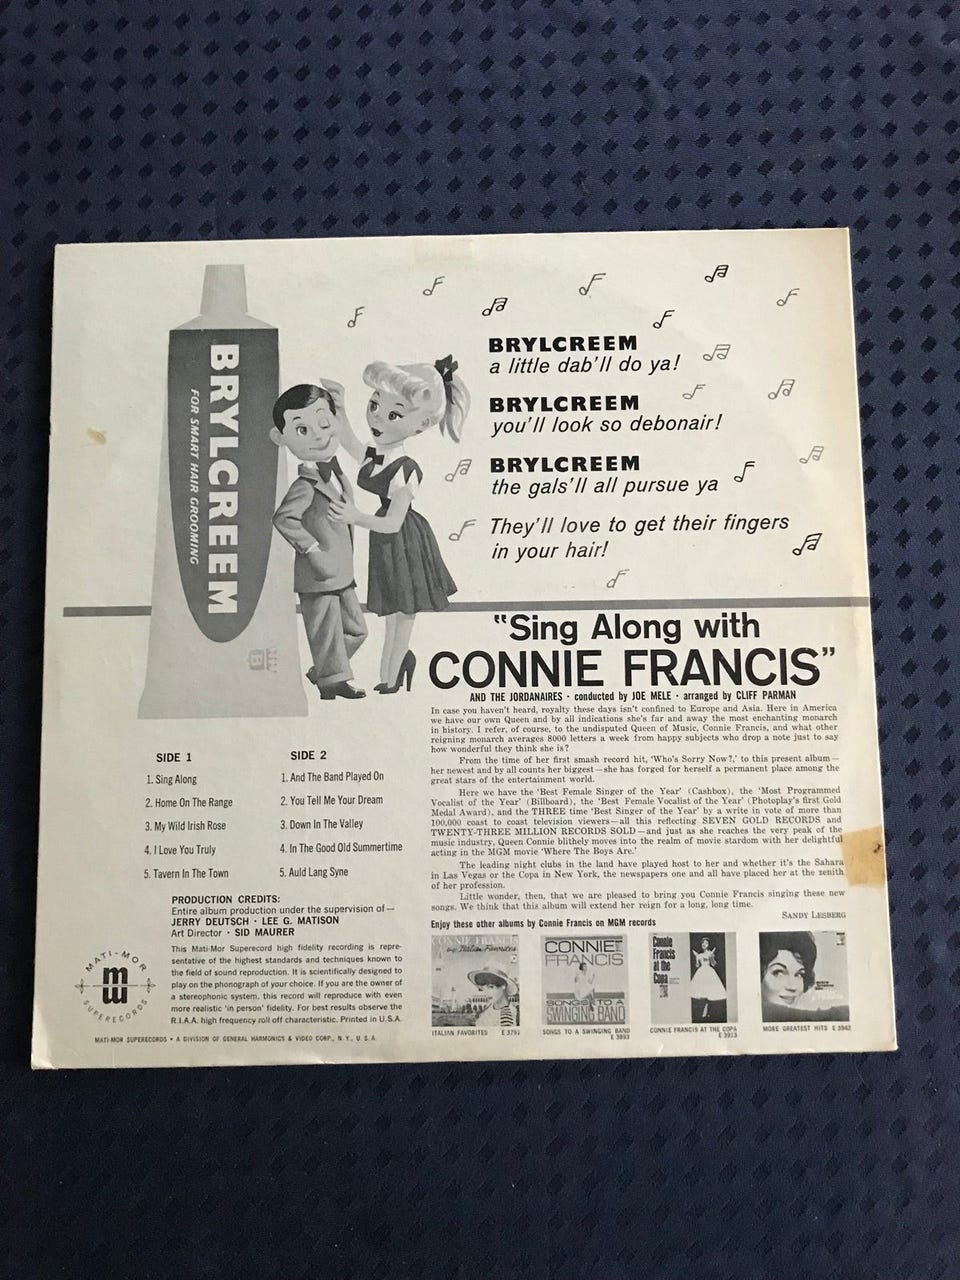 BRYLCREEM
FOR SMART HAIR GROOMING
B
BRYLCREEM
a little dab'll do ya!
BRYLCREEM
you'll look so debonair!
BRYLCREEM
the gals'll all pursue ya
They'll love to get their fingers
in your hair!
"Sing Along with
CONNIE FRANCIS"
AND THE JORDANAIRES · conducted by JOE MELE · arranged by CLIFF PARMAN
In case you haven't heard, royalty these days isn't confined to Europe and Asia. Here in America
we have our own Queen and by all indications she's far and away the most enchanting monarch
in history. I refer, of course, to the undisputed Queen of Music, Connie Francis, and what other
reigning monarch averages 8000 letters a week from happy subjects who drop a note just to say
how wonderful they think she is?
From the time of her first smash record hit, 'Who's Sorry Now?,' to this present album—
her newest and by all counts her biggest—she has forged for herself a permanent place among the
great stars of the entertainment world.
Here we have the 'Best Female Singer of the Year' (Cashbox), the 'Most Programmed
Vocalist of the Year' (Billboard), the 'Best Female Vocalist of the Year' (Photoplay's first Gold
Medal Award), and the THREE time 'Best Singer of the Year' by a write in vote of more than
100,000 coast to coast television viewers—all this reflecting SEVEN GOLD RECORDS and
TWENTY-THREE MILLION RECORDS SOLD—and just as she reaches the very peak of the
music industry, Queen Connie blithely moves into the realm of movie stardom with her delightful
acting in the MGM movie 'Where The Boys Are.'
The leading night clubs in the land have played host to her and whether it's the Sahara
in Las Vegas or the Copa in New York, the newspapers one and all have placed her at the zenith
of her profession.
Little wonder, then, that we are pleased to bring you Connie Francis singing these new
songs. We think that this album will extend her reign for a long, long time.
SANDY LESBERG
SIDE 1
1. Sing Along
2. Home On The Range
3. My Wild Irish Rose
4. I Love You Truly
5. Tavern In The Town
SIDE 2
1. And The Band Played On
2. You Tell Me Your Dream
3. Down In The Valley
4. In The Good Old Summertime
5. Auld Lang Syne
PRODUCTION CREDITS:
Entire album production under the supervision of—
JERRY DEUTSCH · LEE G. MATISON
Art Director · SID MAURER
This Mati-Mor Superecord high fidelity recording is repre-
sentative of the highest standards and techniques known to
the field of sound reproduction. It is scientifically designed to
play on the phonograph of your choice. If you are the owner of
a stereophonic system, this record will reproduce with even
more realistic 'in person' fidelity. For best results observe the
R.I.A.A. high frequency roll off characteristic. Printed in U.S.A.
MATI-MOR
mm
SUPERECORDS
MATI-MOR SUPERECORDS · A DIVISION OF GENERAL HARMONICS & VIDEO CORP., N. Y., U. S. A.
Enjoy these other albums by Connie Francis on MGM records
CONNIE FRANCIS
Italian Favorites
ITALIAN FAVORITES E 3791
CONNIE
FRANCIS
SONGS TO A
SWINGING BAND
SONGS TO A SWINGING BAND
E 3893
Connie
Francis
at the
Copa
CONNIE FRANCIS AT THE COPA
E 3913
MORE GREATEST HITS E 3942